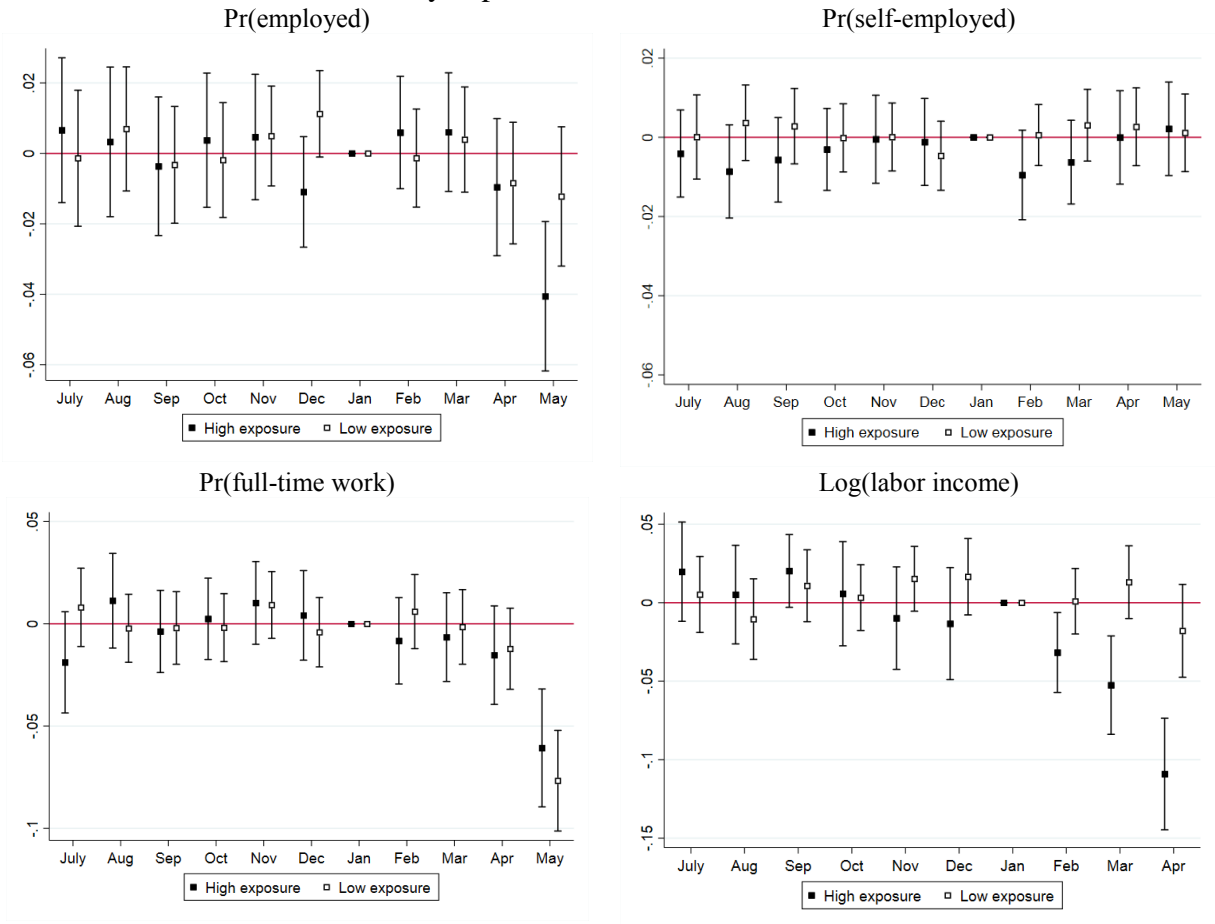 Pr(employed)
.02
0
-.02
-.04
-.06
July Aug Sep Oct Nov Dec Jan Feb Mar Apr May
High exposure Low exposure
Pr(self-employed)
.02
0
-.02
-.04
-.06
July Aug Sep Oct Nov Dec Jan Feb Mar Apr May
High exposure Low exposure
Pr(full-time work)
.05
0
-.05
-.1
July Aug Sep Oct Nov Dec Jan Feb Mar Apr May
High exposure Low exposure
Log(labor income)
.05
0
-.05
-.1
-.15
July Aug Sep Oct Nov Dec Jan Feb Mar Apr
High exposure Low exposure